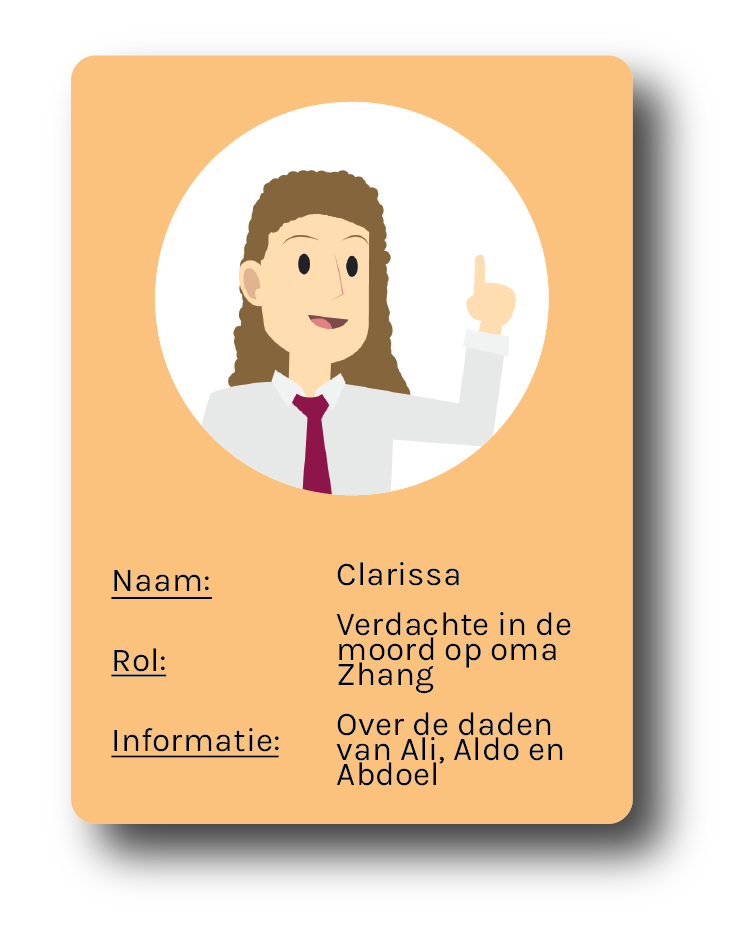 Naam:
Clarissa
Rol:
Verdachte in de
moord op oma
Zhang
Informatie:
Over de daden
van Ali, Aldo en
Abdoel